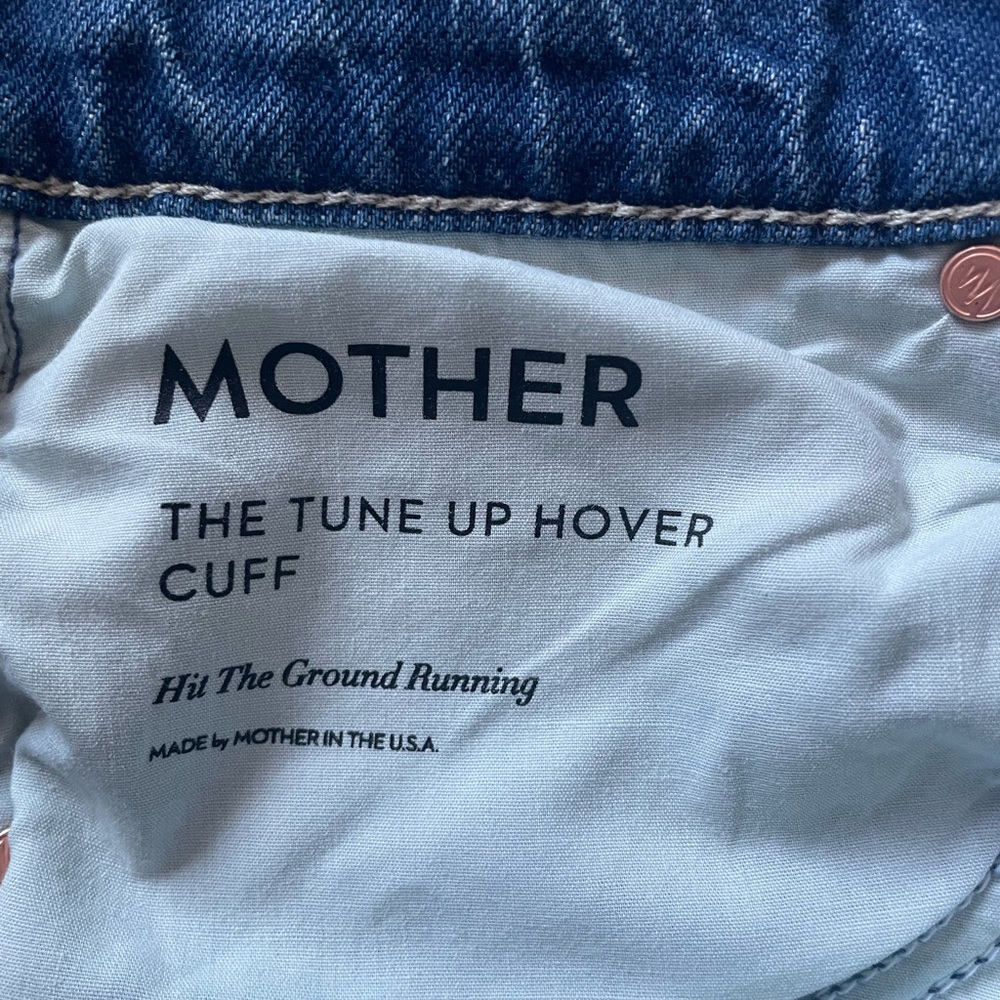 MOTHER
THE TUNE UP HOVER
CUFF
Hit The Ground Running
MADE by MOTHER IN THE U.S.A.